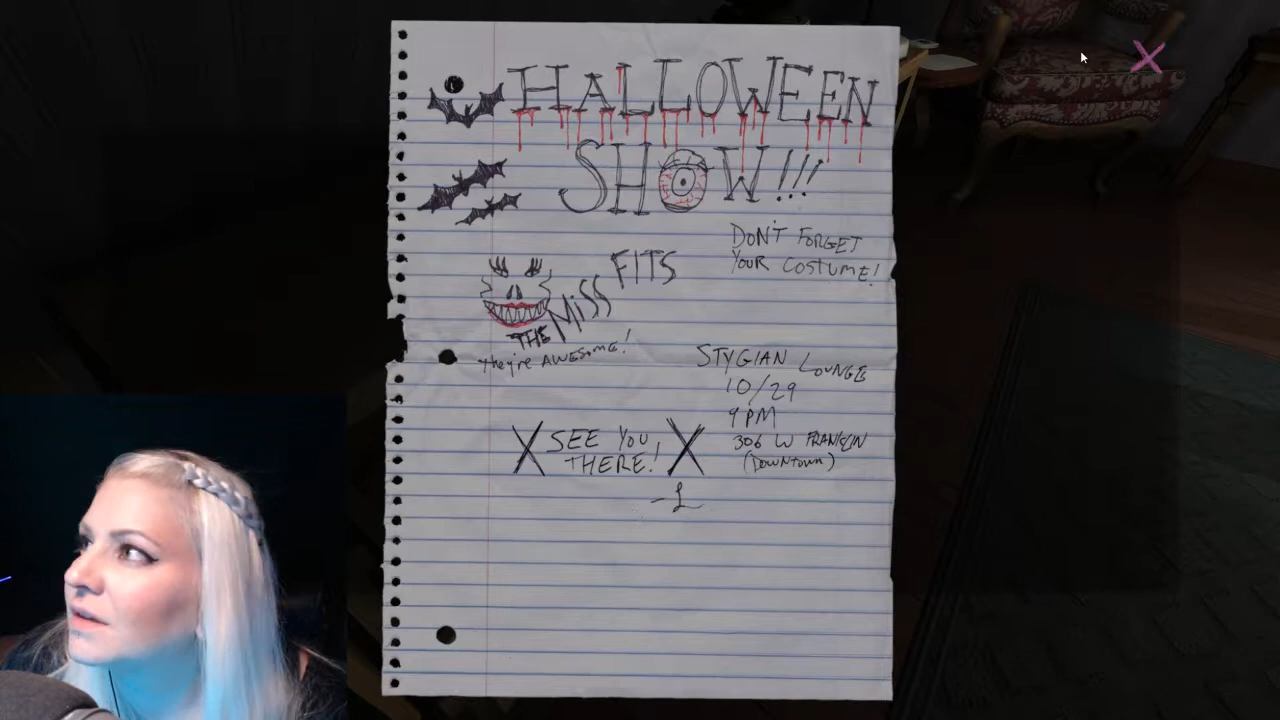 HALLOWEEN
SHOW!!!
DON'T FORGET
YOUR COSTUME!
THE MISS FITS
they're AWESOME!
STYGIAN LOUNGE
10/29
9PM
306 W FRANKLIN
(DOWNTOWN)
X SEE YOU X
THERE!
-L